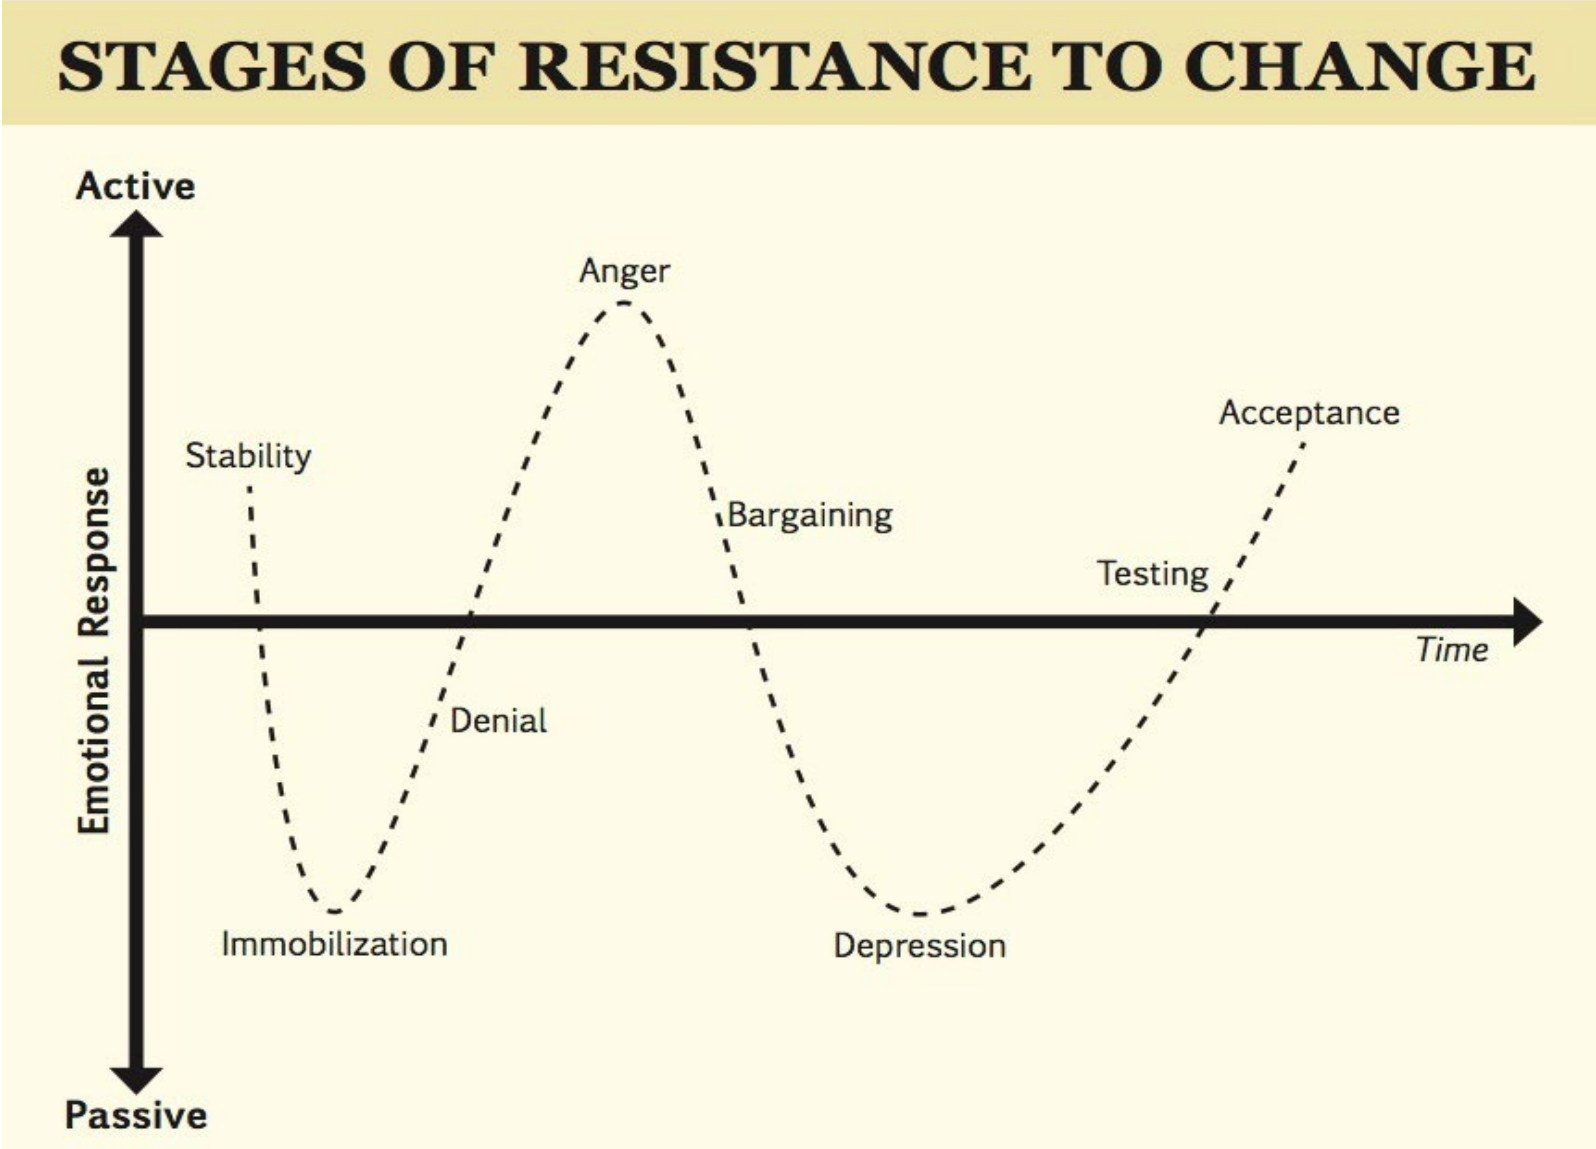 STAGES OF RESISTANCE TO CHANGE
Active
Anger
Acceptance
Stability
Bargaining
Testing
Emotional Response
Time
Denial
Immobilization
Depression
Passive